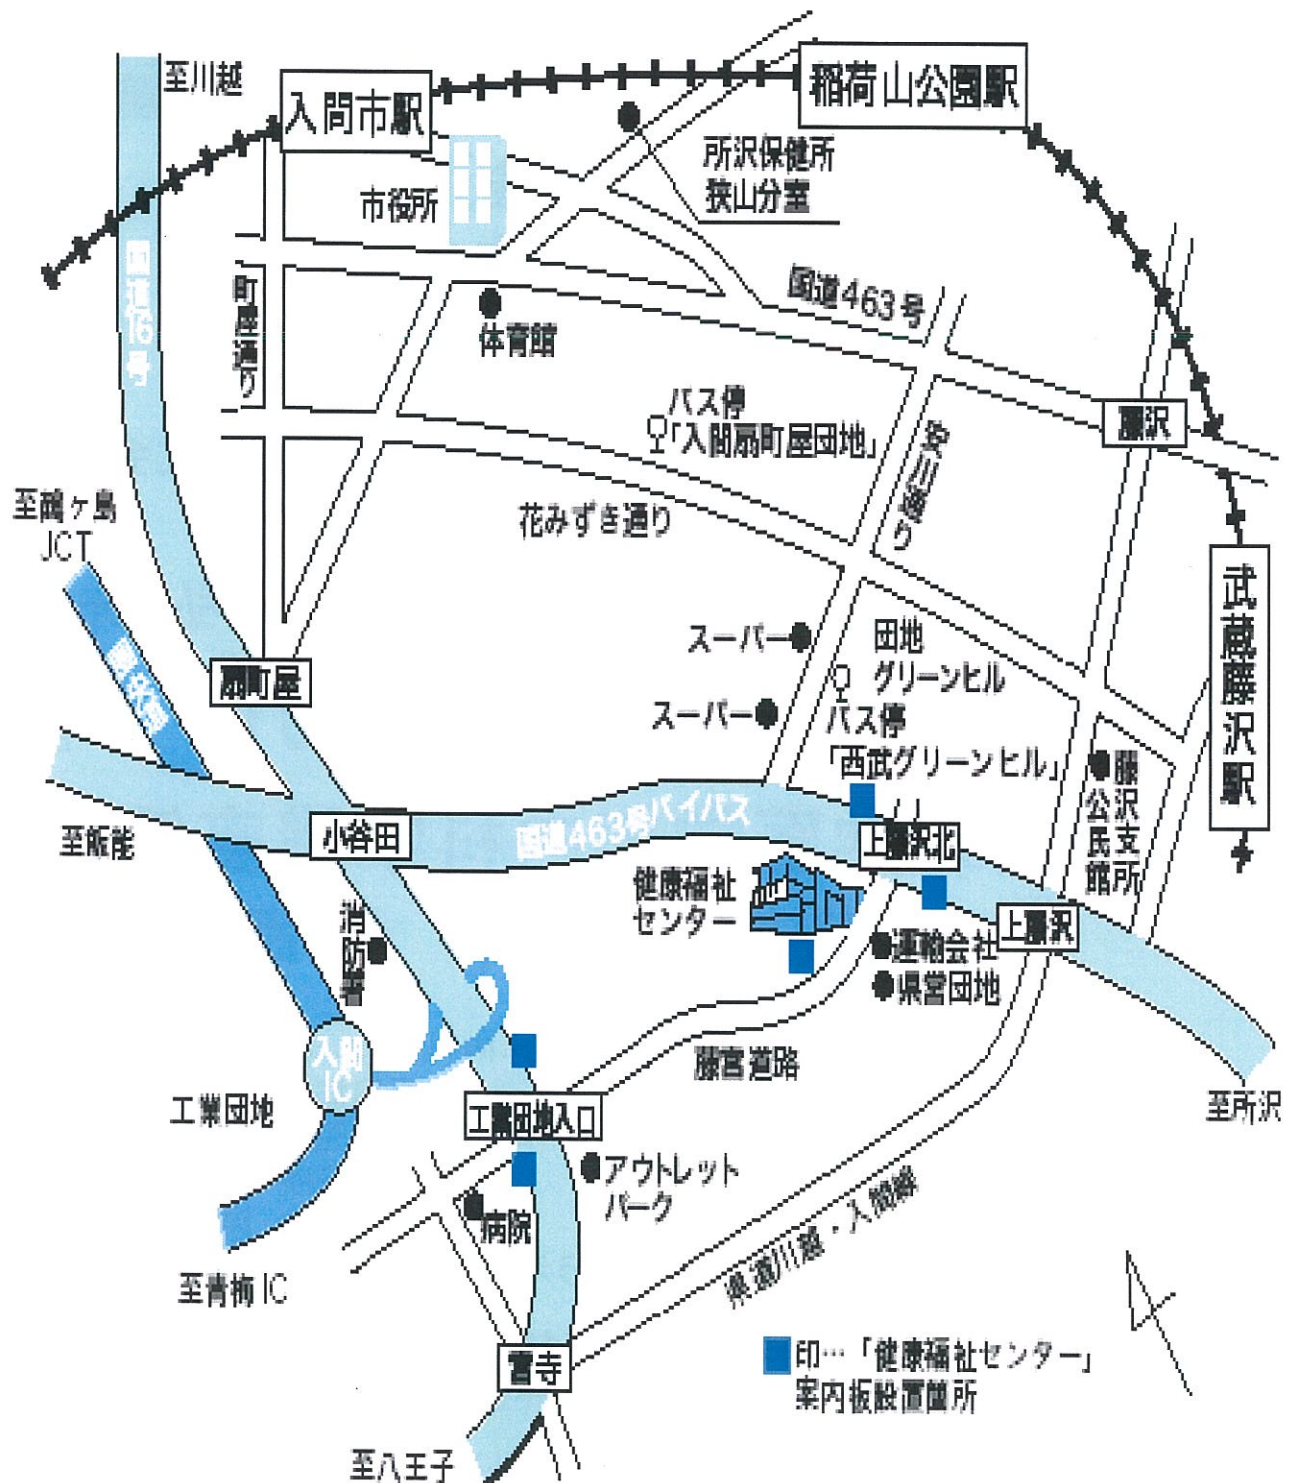 至川越
入間市駅
稲荷山公園駅
所沢保健所
狭山分室
市役所
国道16号
町屋通り
体育館
国道463号
バス停
「入間扇町屋団地」
藤沢
花みずき通り
至鶴ヶ島
JCT
武蔵藤沢駅
スーパー
団地
グリーンヒル
扇町屋
スーパー
バス停
「西武グリーンヒル」
藤沢支所
公民館
至飯能
小谷田
国道463号バイパス
上藤沢北
健康福祉
センター
消防署
運輸会社
上藤沢
県営団地
入間
IC
藤宮道路
工業団地
工業団地入口
至所沢
アウトレット
パーク
病院
県道川越・入間線
至青梅IC
宮寺
印…「健康福祉センター」
案内板設置箇所
至八王子